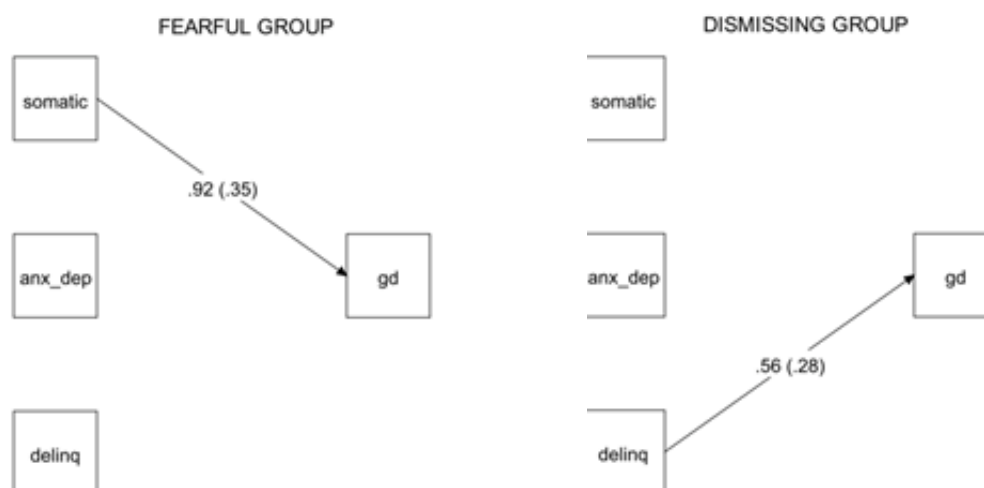 FEARFUL GROUP
somatic
.92 (.35)
anx_dep
gd
delinq
DISMISSING GROUP
somatic
anx_dep
gd
.56 (.28)
delinq